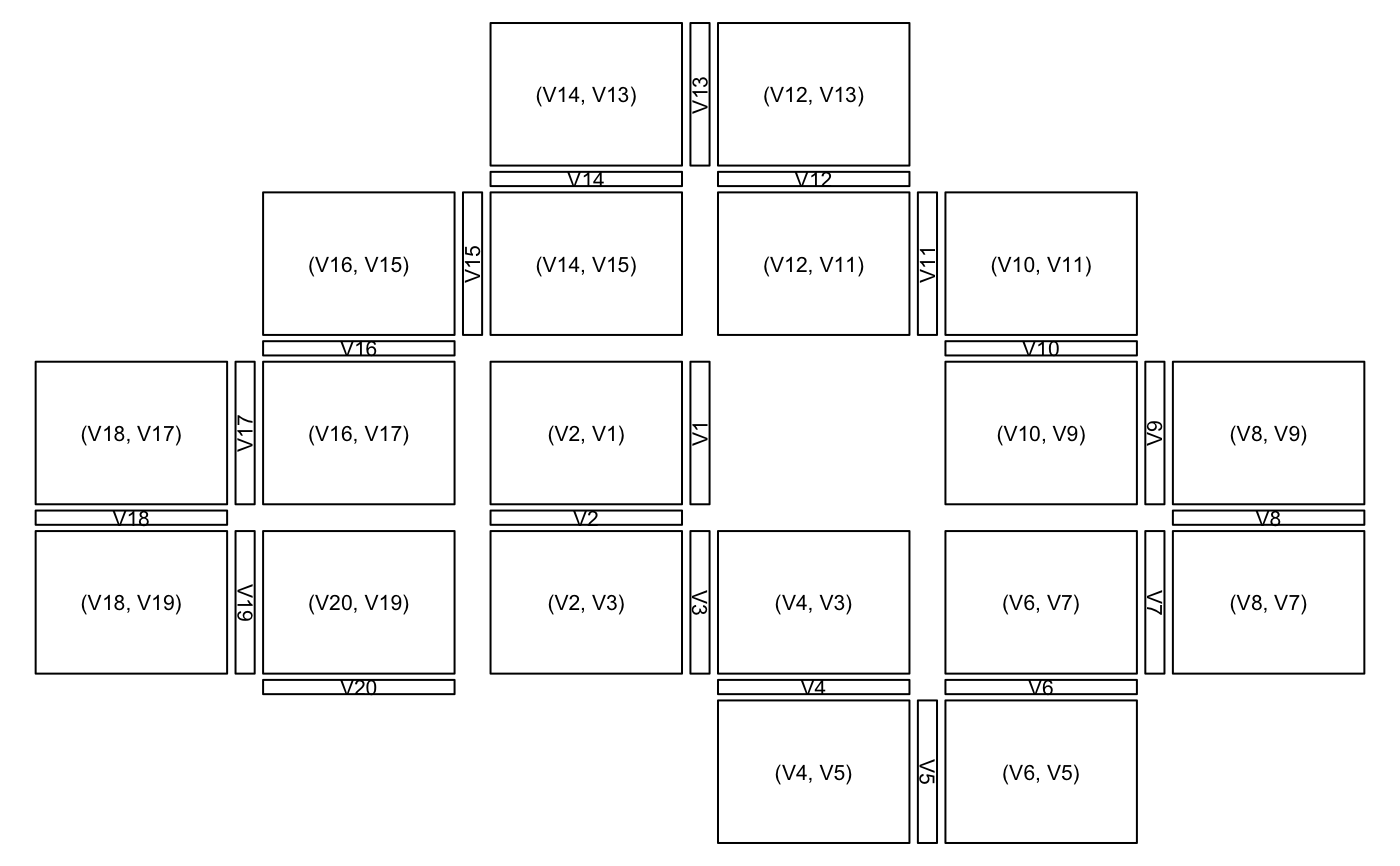 (V14, V13)
V13
(V12, V13)
V14
V12
(V16, V15)
V15
(V14, V15)
(V12, V11)
V11
(V10, V11)
V16
V10
(V18, V17)
V17
(V16, V17)
(V2, V1)
V1
(V10, V9)
V9
(V8, V9)
V18
V2
V8
(V18, V19)
V19
(V20, V19)
(V2, V3)
V3
(V4, V3)
(V6, V7)
V7
(V8, V7)
V20
V4
V6
(V4, V5)
V5
(V6, V5)